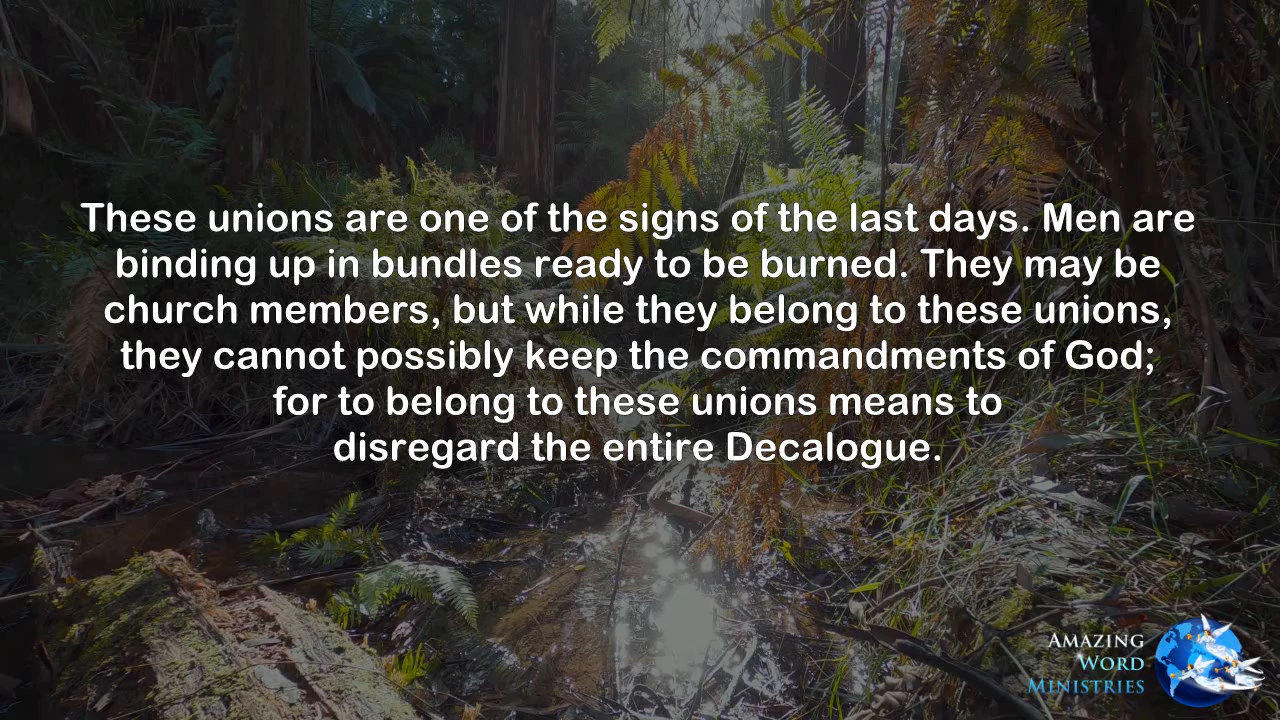 These unions are one of the signs of the last days. Men are
binding up in bundles ready to be burned. They may be
church members, but while they belong to these unions,
they cannot possibly keep the commandments of God;
for to belong to these unions means to
disregard the entire Decalogue.
AMAZING
WORD
MINISTRIES